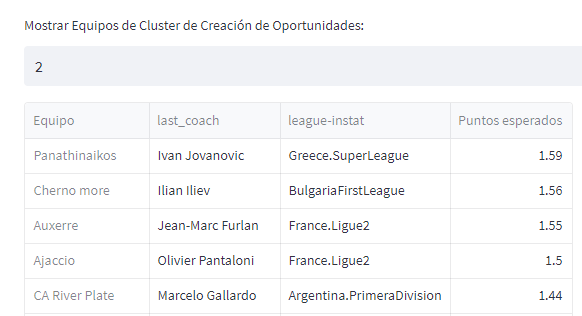 Mostrar Equipos de Cluster de Creación de Oportunidades:
2
Equipo last_coach league-instat Puntos esperados
Panathinaikos Ivan Jovanovic Greece.SuperLeague 1.59
Cherno more Ilian Iliev BulgariaFirstLeague 1.56
Auxerre Jean-Marc Furlan France.Ligue2 1.55
Ajaccio Olivier Pantaloni France.Ligue2 1.5
CA River Plate Marcelo Gallardo Argentina.PrimeraDivision 1.44